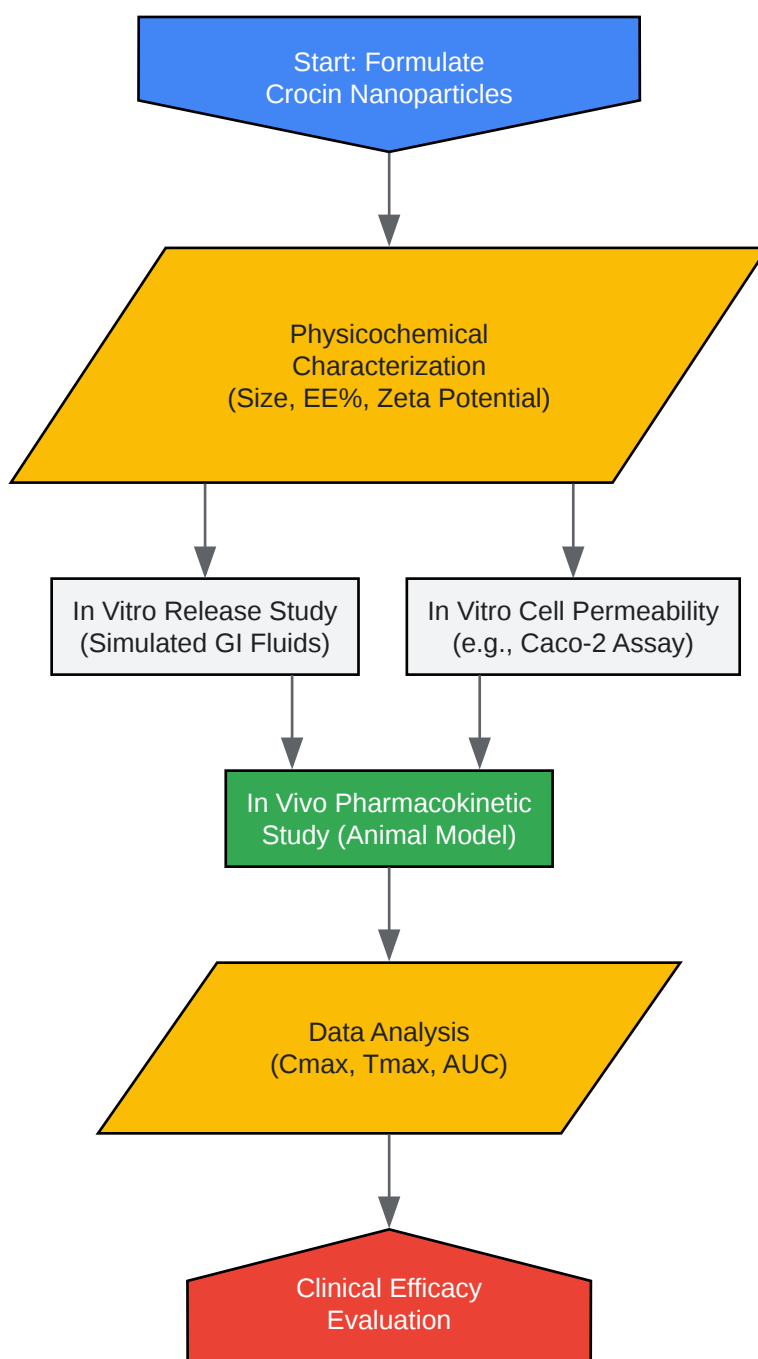 Start: Formulate
Crocin Nanoparticles
Physicochemical
Characterization
(Size, EE%, Zeta Potential)
In Vitro Release Study
(Simulated GI Fluids)
In Vitro Cell Permeability
(e.g., Caco-2 Assay)
In Vivo Pharmacokinetic
Study (Animal Model)
Data Analysis
(Cmax, Tmax, AUC)
Clinical Efficacy
Evaluation